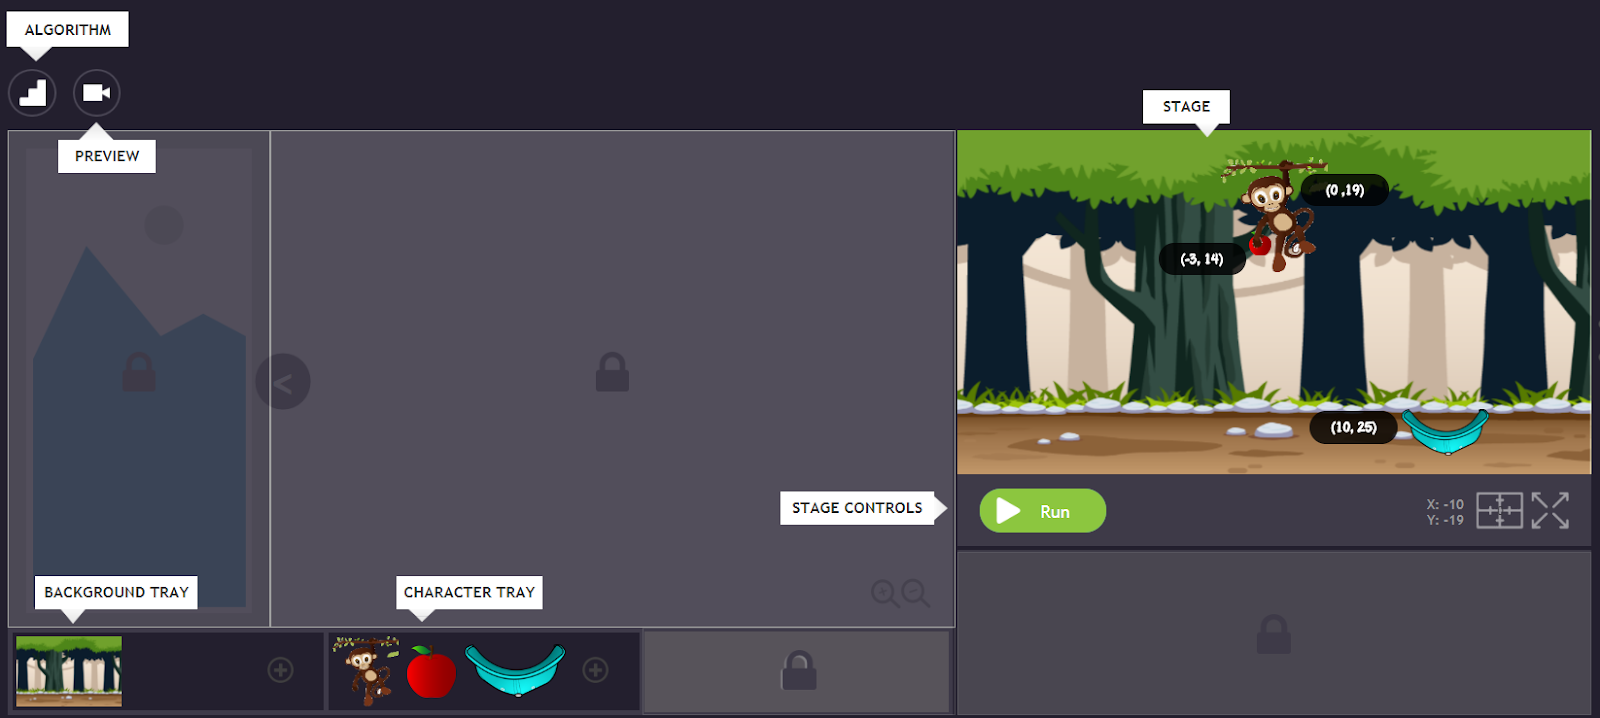 ALGORITHM
PREVIEW
STAGE
(0 ,19)
(-3, 14)
(10, 25)
STAGE CONTROLS
Run
X: -10
Y: -19
BACKGROUND TRAY
CHARACTER TRAY